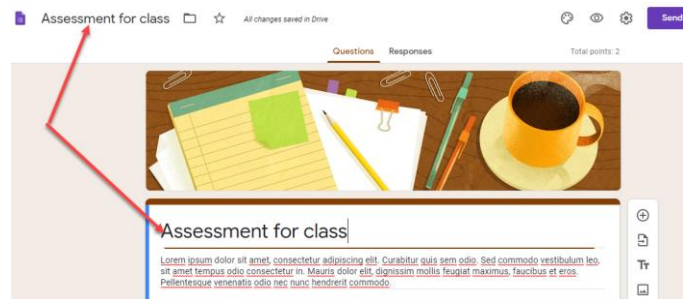 Assessment for class All changes saved in Drive Send
Questions Responses Total points: 2
Assessment for class
Lorem ipsum dolor sit amet, consectetur adipiscing elit. Curabitur quis sem odio. Sed commodo vestibulum leo,
sit amet tempus odio consectetur in. Mauris dolor elit, dignissim mollis feugiat maximus, faucibus et eros.
Pellentesque venenatis odio nec nunc hendrerit commodo.
Tт